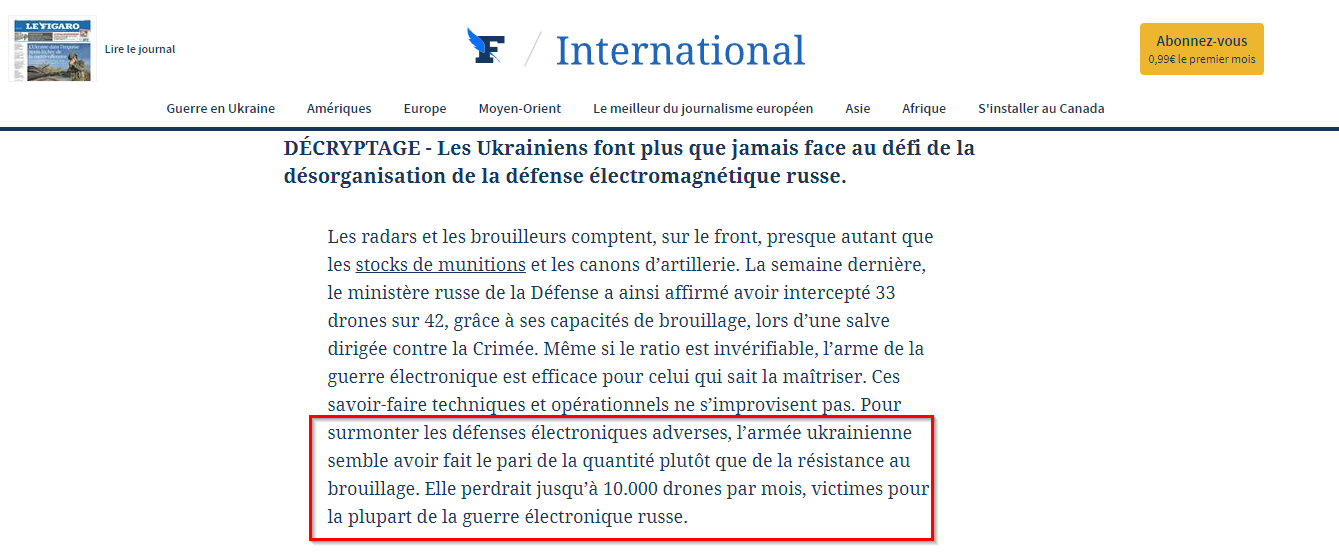 LE FIGARO
Lire le journal
F / International
Abonnez-vous
0,99€ le premier mois
Guerre en Ukraine Amériques Europe Moyen-Orient Le meilleur du journalisme européen Asie Afrique S'installer au Canada
DÉCRYPTAGE - Les Ukrainiens font plus que jamais face au défi de la
désorganisation de la défense électromagnétique russe.
Les radars et les brouilleurs comptent, sur le front, presque autant que
les stocks de munitions et les canons d’artillerie. La semaine dernière,
le ministère russe de la Défense a ainsi affirmé avoir intercepté 33
drones sur 42, grâce à ses capacités de brouillage, lors d’une salve
dirigée contre la Crimée. Même si le ratio est invérifiable, l’arme de la
guerre électronique est efficace pour celui qui sait la maîtriser. Ces
savoir-faire techniques et opérationnels ne s’improvisent pas. Pour
surmonter les défenses électroniques adverses, l’armée ukrainienne
semble avoir fait le pari de la quantité plutôt que de la résistance au
brouillage. Elle perdrait jusqu’à 10.000 drones par mois, victimes pour
la plupart de la guerre électronique russe.